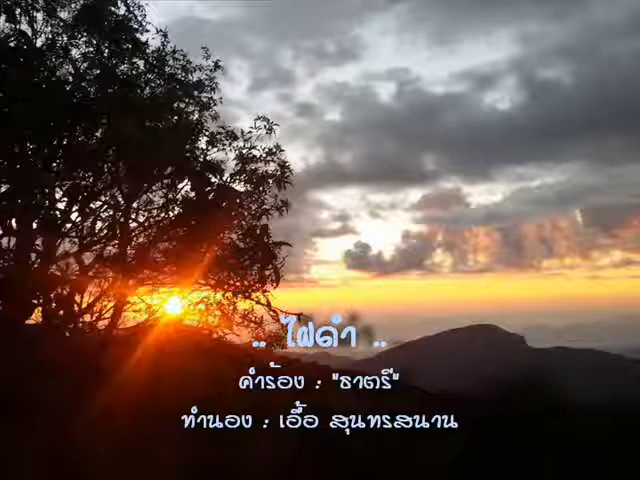 .. ไฝดำ ..
คำร้อง : "ธาตรี"
ทำนอง : เอื้อ สุนทรสนาน